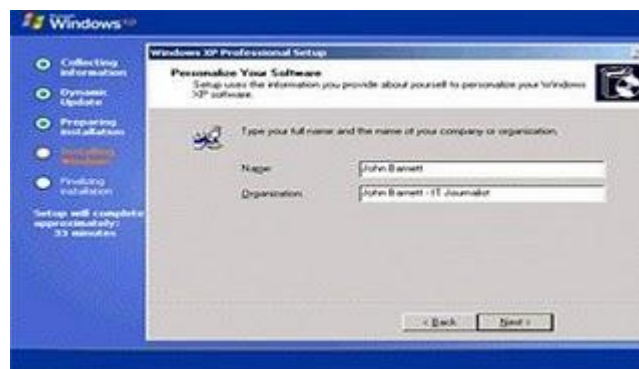 Windows xp
Collecting
information
Dynamic
Update
Preparing
installation
Installing
Windows
Finalizing
installation
Setup will complete
approximately:
33 minutes
Windows XP Professional Setup
Personalize Your Software
Setup uses the information you provide about yourself to personalize your Windows
XP software.
Type your full name and the name of your company or organization.
Name:
John Barnett
Organization:
John Barnett - IT Journalist
< Back
Next >